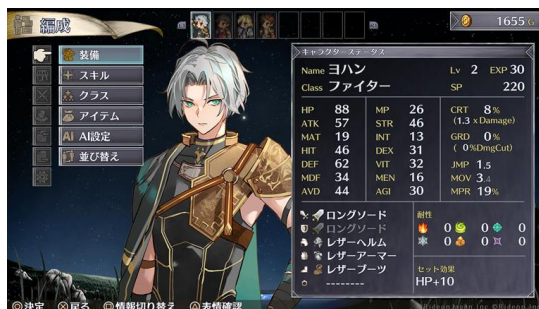 編成
1655 G
装備
スキル
クラス
アイテム
AI AI設定
並び替え
キャラクターステータス
Name ヨハン Lv 2 EXP 30
Class ファイター SP 220
HP 88 MP 26 CRT 8%
ATK 57 STR 46 (1.3 x Damage)
MAT 19 INT 13 GRD 0%
HIT 46 DEX 31 ( 0%DmgCut)
DEF 62 VIT 32 JMP 1.5
MDF 34 MEN 16 MOV 3.4
AVD 44 AGI 30 MPR 19%
ロングソード
ロングソード
レザーヘルム
レザーアーマー
レザーブーツ
--------
耐性
0 0 0
0 0 0
セット効果
HP+10
決定 戻る 情報切り替え 表情確認